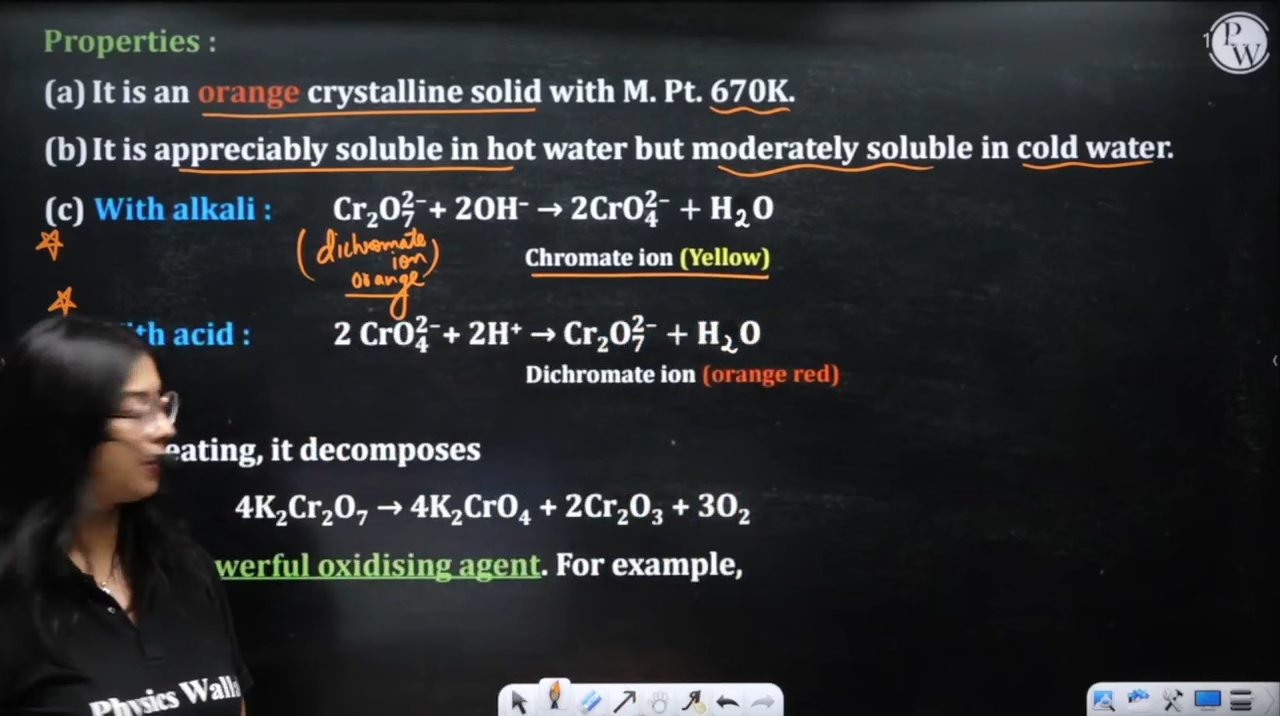 Properties :
PW
(a) It is an orange crystalline solid with M. Pt. 670K.
(b) It is appreciably soluble in hot water but moderately soluble in cold water.
(c) With alkali : Cr₂O₇²⁻ + 2OH⁻ → 2CrO₄²⁻ + H₂O
(dichromate
ion)
orange
Chromate ion (Yellow)
th acid : 2 CrO₄²⁻ + 2H⁺ → Cr₂O₇²⁻ + H₂O
Dichromate ion (orange red)
eating, it decomposes
4K₂Cr₂O₇ → 4K₂CrO₄ + 2Cr₂O₃ + 3O₂
werful oxidising agent. For example,
Physics Walla